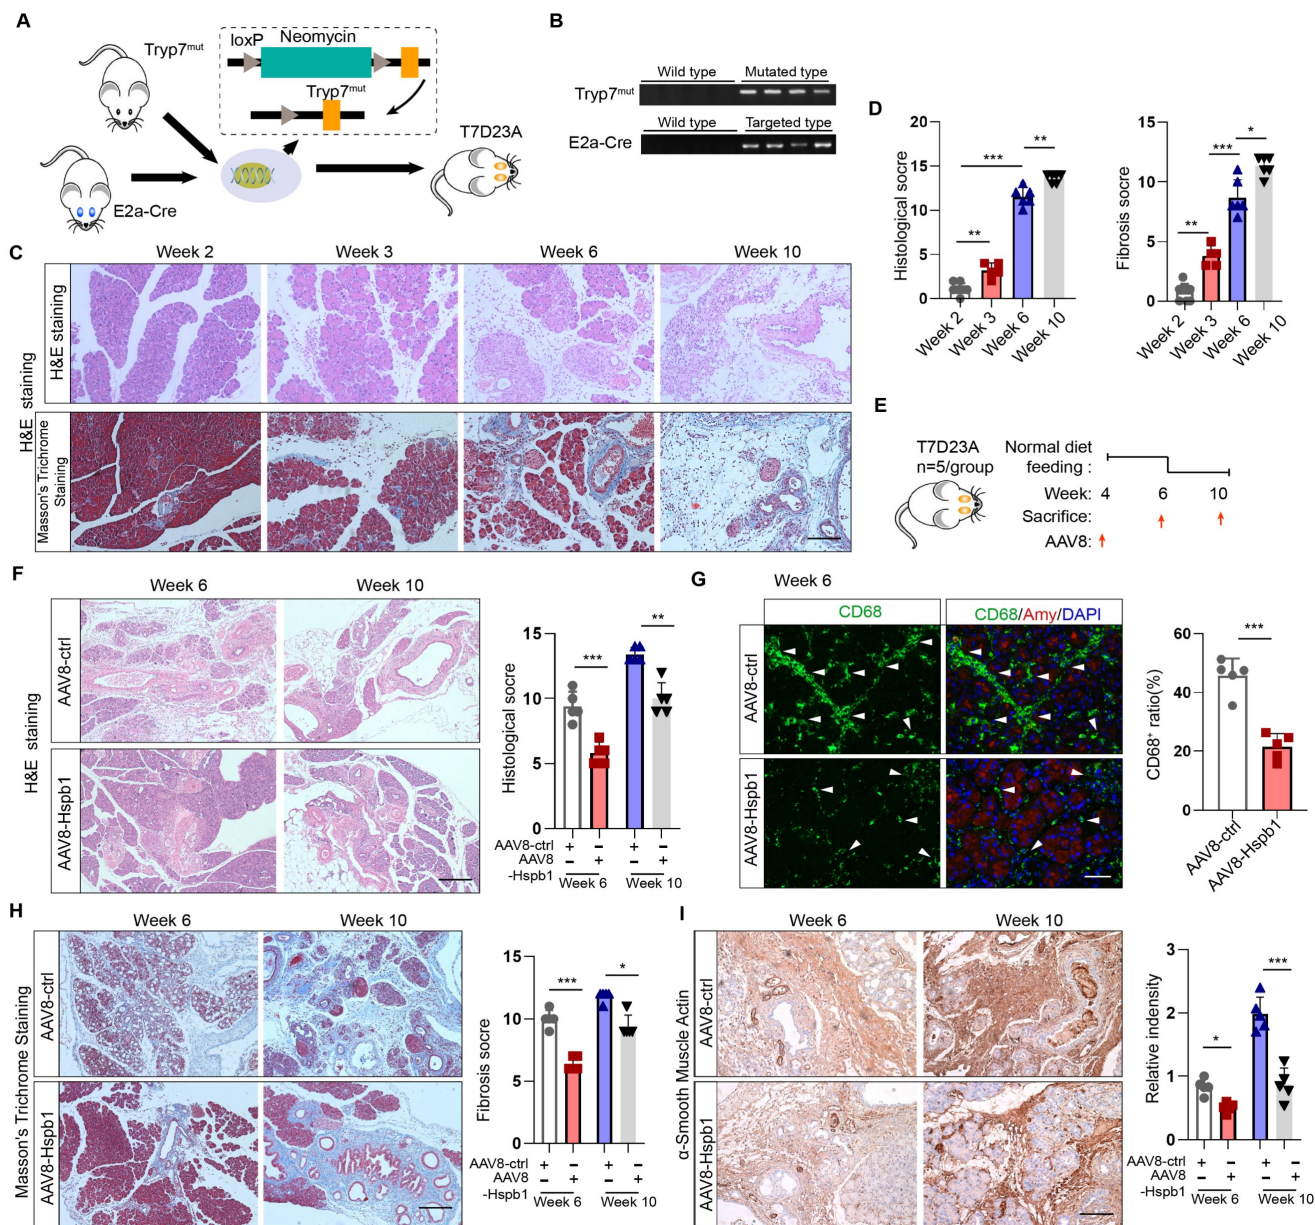 A
Tryp7mut
loxP
Neomycin
Tryp7mut
E2a-Cre
T7D23A
B
Wild type
Mutated type
Tryp7mut
Wild type
Targeted type
E2a-Cre
C
Week 2
Week 3
Week 6
Week 10
H&E staining
H&E staining
Masson's Trichrome
Staining
D
Histological socre
20
15
10
5
0
**
***
**
Week 2
Week 3
Week 6
Week 10
Fibrosis socre
15
10
5
0
**
***
*
Week 2
Week 3
Week 6
Week 10
E
T7D23A
n=5/group
Normal diet
feeding :
Week: 4 6 10
Sacrifice:
AAV8:
F
Week 6
Week 10
H&E staining
AAV8-ctrl
AAV8-Hspb1
Histological socre
15
10
5
0
***
**
AAV8-ctrl + − + −
AAV8 − + − +
-Hspb1
Week 6
Week 10
G
Week 6
CD68
CD68/Amy/DAPI
AAV8-ctrl
AAV8-Hspb1
CD68+ ratio(%)
60
40
20
0
***
AAV8-ctrl
AAV8-Hspb1
H
Week 6
Week 10
Masson's Trichrome Staining
AAV8-ctrl
AAV8-Hspb1
Fibrosis socre
15
10
5
0
***
*
AAV8-ctrl + − + −
AAV8 − + − +
-Hspb1
Week 6
Week 10
I
Week 6
Week 10
α-Smooth Muscle Actin
AAV8-ctrl
AAV8-Hspb1
Relative indensity
3
2
1
0
*
***
AAV8-ctrl + − + −
AAV8 − + − +
-Hspb1
Week 6
Week 10